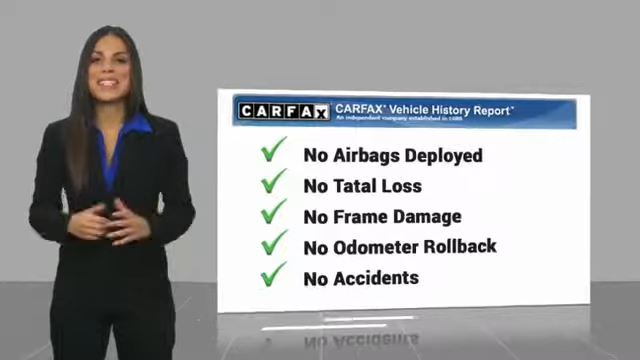 CARFAX CARFAX® Vehicle History Report™
An independent company established in 1986
No Airbags Deployed
No Tatal Loss
No Frame Damage
No Odometer Rollback
No Accidents